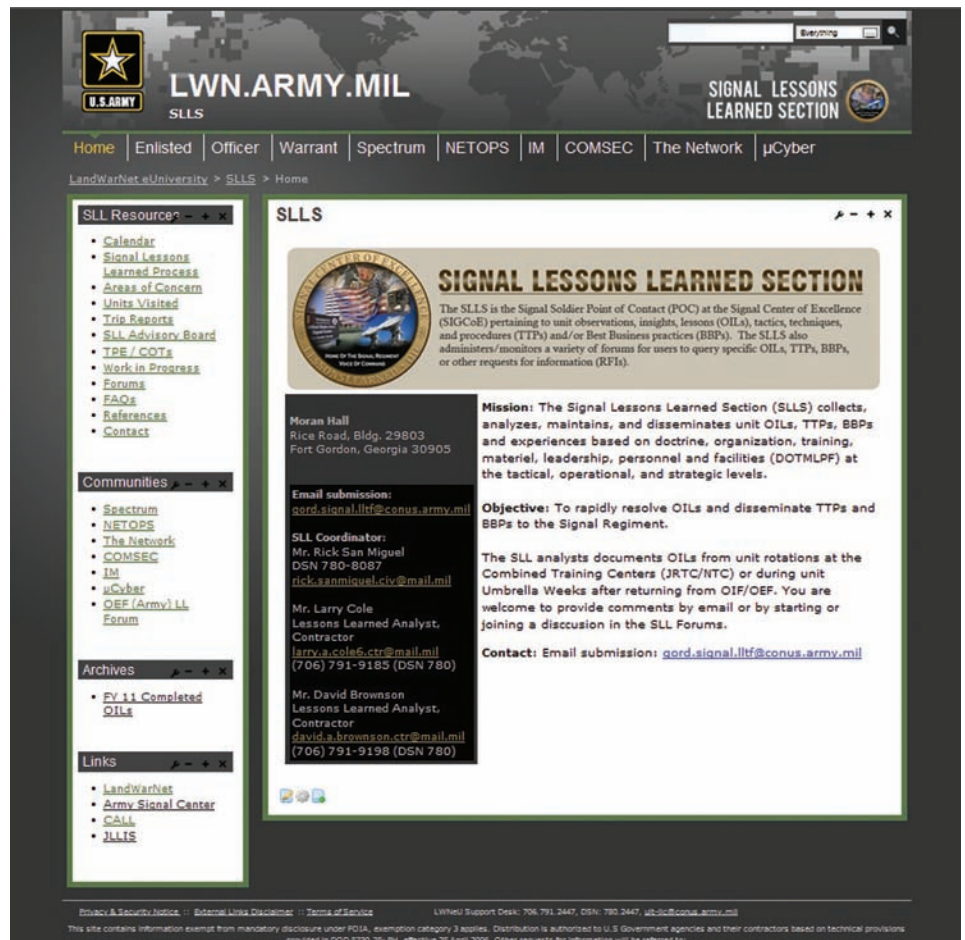 Everything
U.S.ARMY
LWN.ARMY.MIL
SLLS
SIGNAL LESSONS
LEARNED SECTION
Home Enlisted Officer Warrant Spectrum NETOPS IM COMSEC The Network µCyber
LandWarNet eUniversity > SLLS > Home
SLL Resources
• Calendar
• Signal Lessons
Learned Process
• Areas of Concern
• Units Visited
• Trip Reports
• SLL Advisory Board
• TPE / COTs
• Work in Progress
• Forums
• FAQs
• References
• Contact
Communities
• Spectrum
• NETOPS
• The Network
• COMSEC
• IM
• µCyber
• OEF (Army) LL
Forum
Archives
• FY 11 Completed
OILs
Links
• LandWarNet
• Army Signal Center
• CALL
• JLLIS
SLLS
SIGNAL CENTER OF EXCELLENCE
HOME OF THE SIGNAL REGIMENT
VOICE OF COMMAND
SIGNAL LESSONS LEARNED SECTION
The SLLS is the Signal Soldier Point of Contact (POC) at the Signal Center of Excellence
(SIGCoE) pertaining to unit observations, insights, lessons (OILs), tactics, techniques,
and procedures (TTPs) and/or Best Business practices (BBPs). The SLLS also
administers/monitors a variety of forums for users to query specific OILs, TTPs, BBPs,
or other requests for information (RFIs).
Moran Hall
Rice Road, Bldg. 29803
Fort Gordon, Georgia 30905
Email submission:
gord.signal.lltf@conus.army.mil
SLL Coordinator:
Mr. Rick San Miguel
DSN 780-8087
rick.sanmiguel.civ@mail.mil
Mr. Larry Cole
Lessons Learned Analyst,
Contractor
larry.a.cole6.ctr@mail.mil
(706) 791-9185 (DSN 780)
Mr. David Brownson
Lessons Learned Analyst,
Contractor
david.a.brownson.ctr@mail.mil
(706) 791-9198 (DSN 780)
Mission: The Signal Lessons Learned Section (SLLS) collects,
analyzes, maintains, and disseminates unit OILs, TTPs, BBPs
and experiences based on doctrine, organization, training,
materiel, leadership, personnel and facilities (DOTMLPF) at
the tactical, operational, and strategic levels.
Objective: To rapidly resolve OILs and disseminate TTPs and
BBPs to the Signal Regiment.
The SLL analysts documents OILs from unit rotations at the
Combined Training Centers (JRTC/NTC) or during unit
Umbrella Weeks after returning from OIF/OEF. You are
welcome to provide comments by email or by starting or
joining a disccusion in the SLL Forums.
Contact: Email submission: gord.signal.lltf@conus.army.mil
Privacy & Security Notice :: External Links Disclaimer :: Terms of Service LWNeU Support Desk: 706.791.2447, DSN: 780.2447,
This site contains information exempt from mandatory disclosure under FOIA, exemption category 3 applies. Distribution is authorized to U.S Government agencies and their contractors based on technical provisions